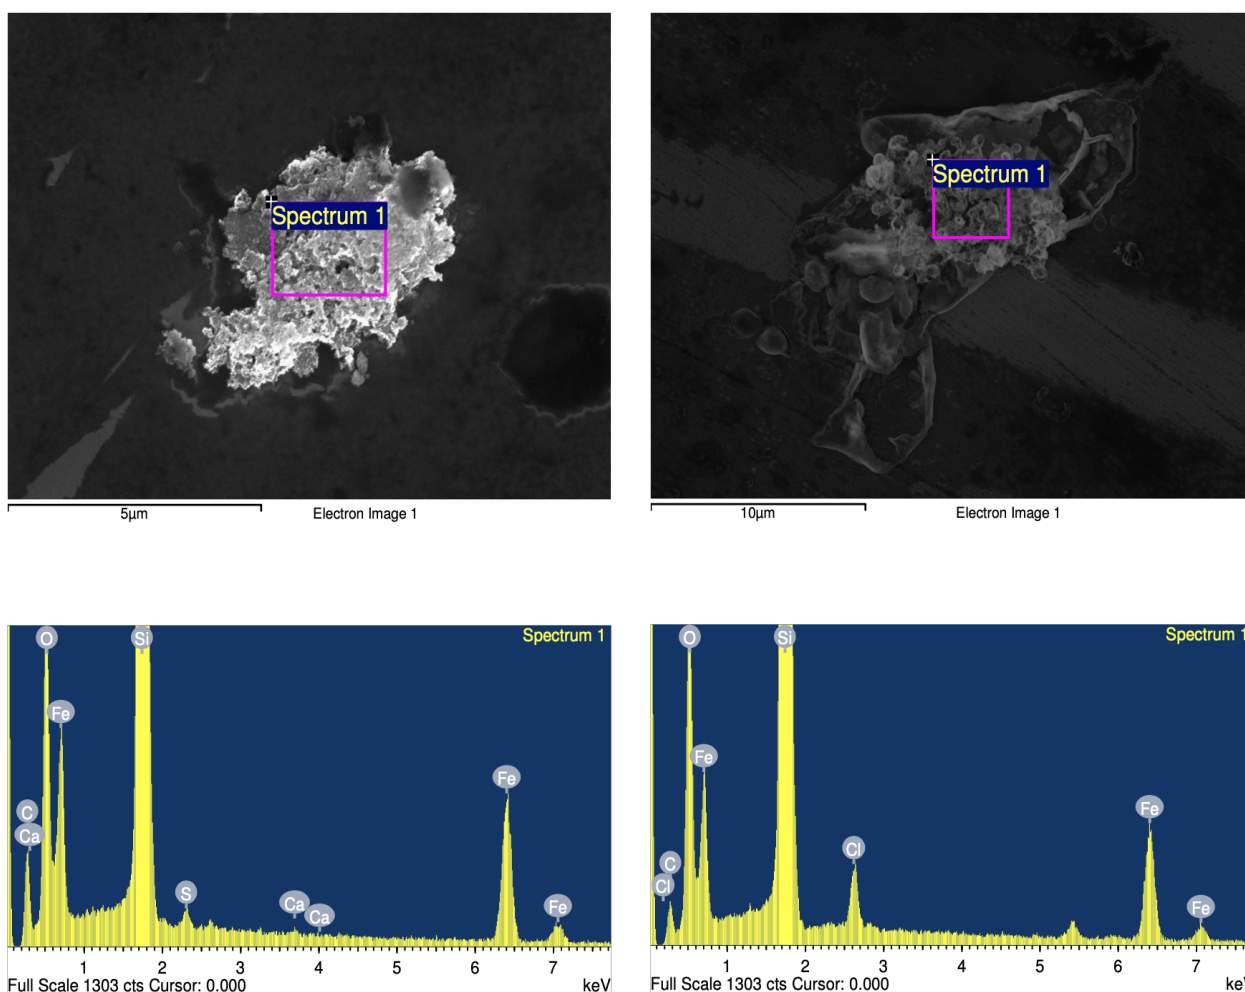 Spectrum 1
5µm
Electron Image 1
Spectrum 1
10µm
Electron Image 1
Spectrum 1
O
Si
Fe
C
Ca
S
Ca
Ca
Fe
Fe
1 2 3 4 5 6 7
Full Scale 1303 cts Cursor: 0.000
keV
Spectrum 1
O
Si
Fe
C
Cl
Cl
Fe
Fe
1 2 3 4 5 6 7
Full Scale 1303 cts Cursor: 0.000
keV